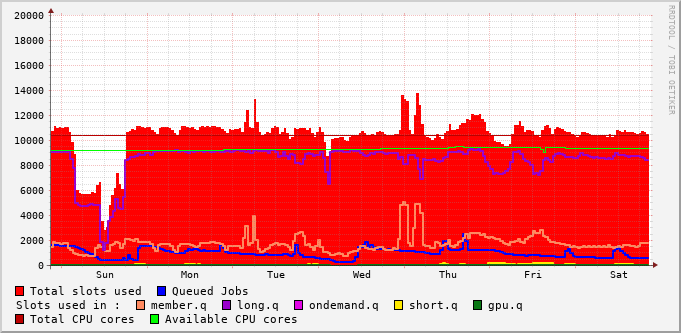 20000
18000
16000
14000
12000
10000
8000
6000
4000
2000
0
Sun Mon Tue Wed Thu Fri Sat
RRDTOOL / TOBI OETIKER
Total slots used Queued Jobs
Slots used in : member.q long.q ondemand.q short.q gpu.q
Total CPU cores Available CPU cores